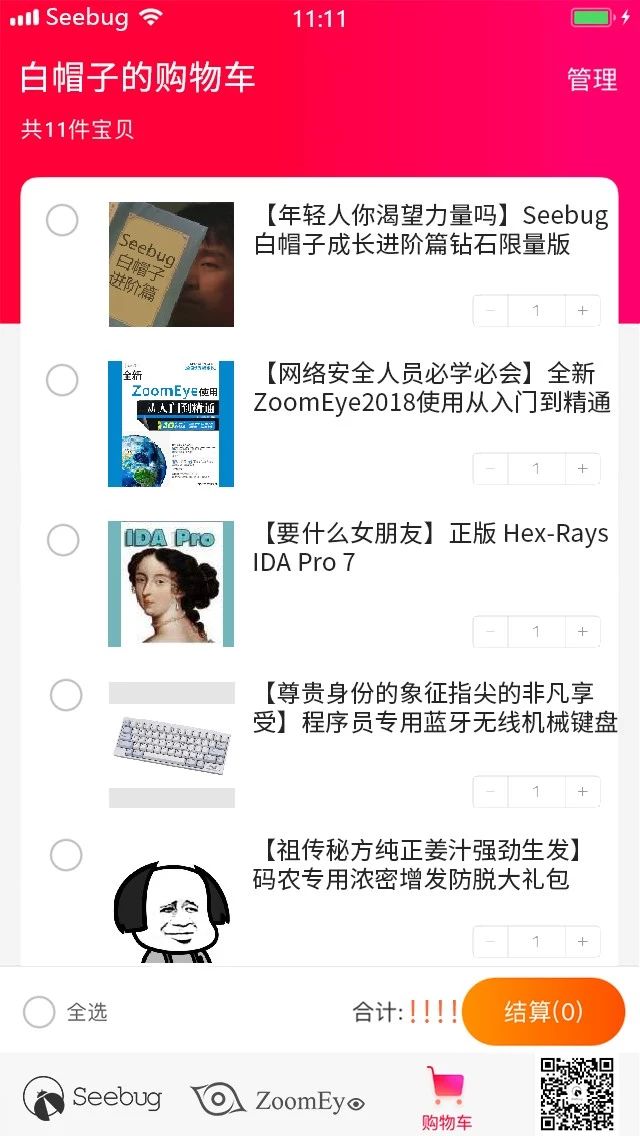 Seebug
11:11
白帽子的购物车
管理
共11件宝贝
Seebug
白帽子
进阶篇
【年轻人你渴望力量吗】Seebug
白帽子成长进阶篇钻石限量版
− 1 +
全新
ZoomEye使用
从入门到精通
【网络安全人员必学必会】全新
ZoomEye2018使用从入门到精通
− 1 +
IDA Pro
【要什么女朋友】正版 Hex-Rays
IDA Pro 7
− 1 +
【尊贵身份的象征指尖的非凡享
受】程序员专用蓝牙无线机械键盘
− 1 +
【祖传秘方纯正姜汁强劲生发】
码农专用浓密增发防脱大礼包
− 1 +
全选
合计:!!!!
结算(0)
Seebug
ZoomEye
购物车